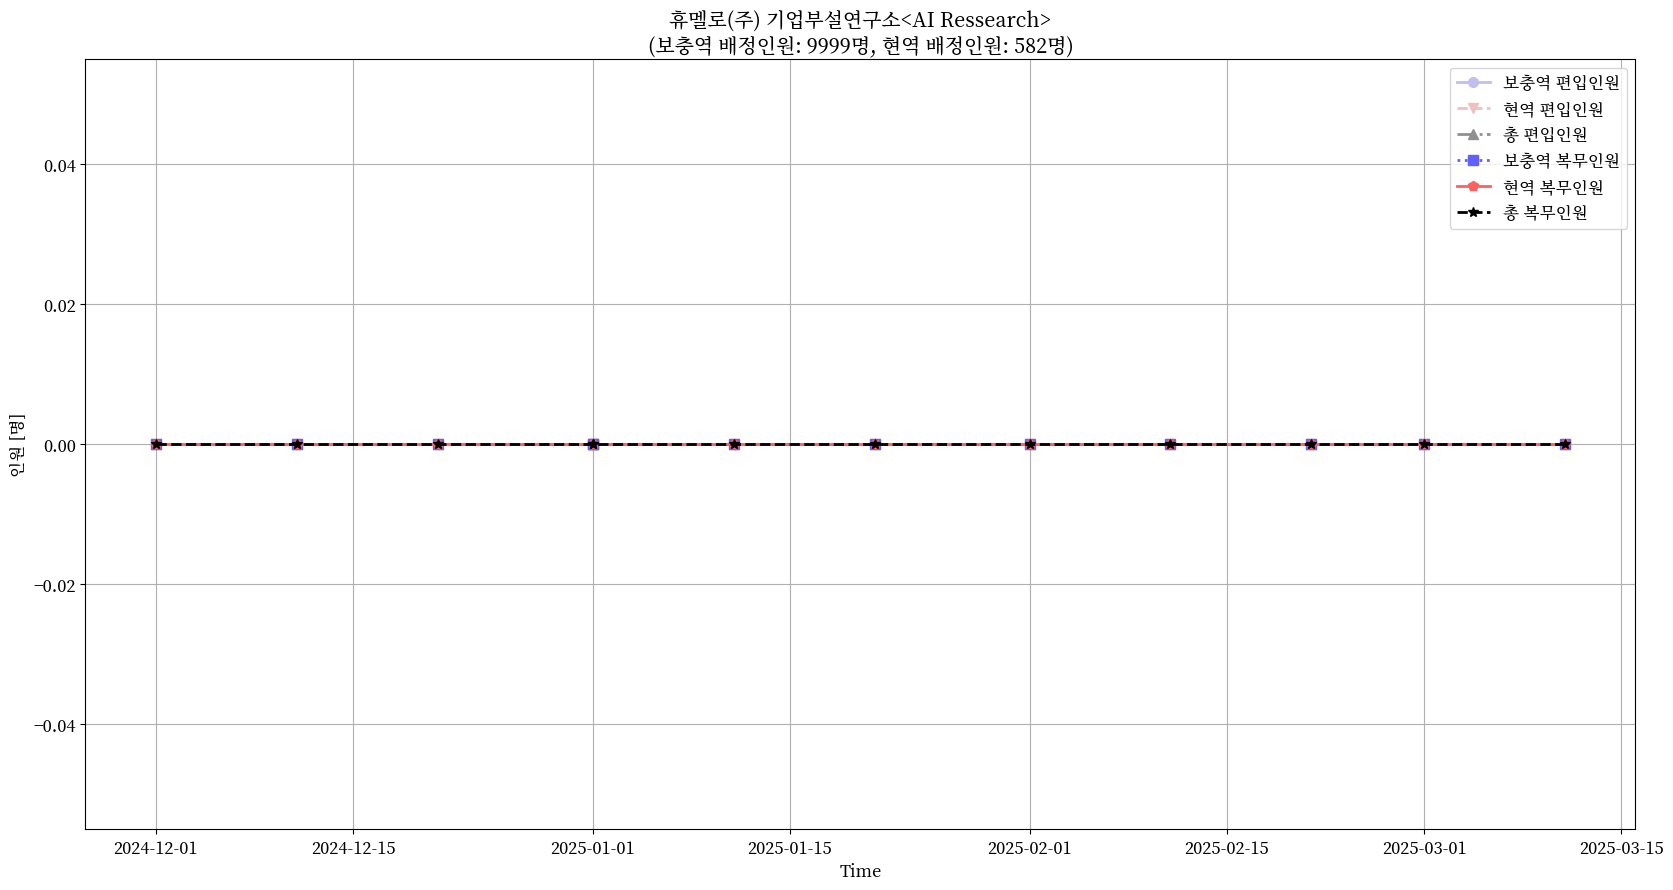 휴멜로(주) 기업부설연구소<AI Ressearch>
(보충역 배정인원: 9999명, 현역 배정인원: 582명)
보충역 편입인원
현역 편입인원
총 편입인원
보충역 복무인원
현역 복무인원
총 복무인원
인원 [명]
0.04
0.02
0.00
−0.02
−0.04
2024-12-01
2024-12-15
2025-01-01
2025-01-15
2025-02-01
2025-02-15
2025-03-01
2025-03-15
Time